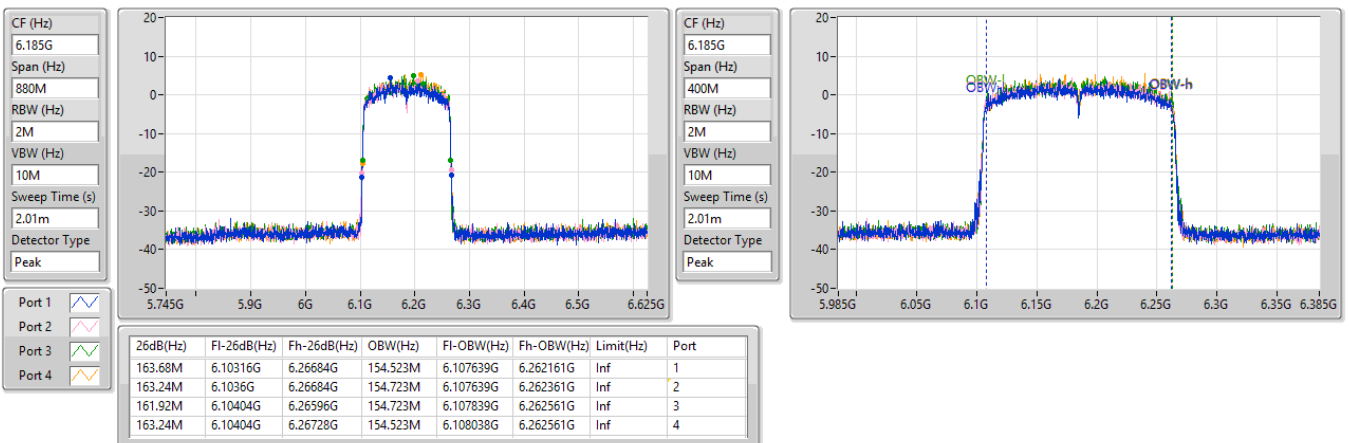 CF (Hz)
6.185G
Span (Hz)
880M
RBW (Hz)
2M
VBW (Hz)
10M
Sweep Time (s)
2.01m
Detector Type
Peak
20
10
0
-10
-20
-30
-40
-50
5.745G 5.9G 6G 6.1G 6.2G 6.3G 6.4G 6.5G 6.625G
CF (Hz)
6.185G
Span (Hz)
400M
RBW (Hz)
2M
VBW (Hz)
10M
Sweep Time (s)
2.01m
Detector Type
Peak
20
10
0
-10
-20
-30
-40
-50
OBW-l
OBW-h
5.985G 6.05G 6.1G 6.15G 6.2G 6.25G 6.3G 6.35G 6.385G
Port 1
Port 2
Port 3
Port 4
26dB(Hz) Fl-26dB(Hz) Fh-26dB(Hz) OBW(Hz) Fl-OBW(Hz) Fh-OBW(Hz) Limit(Hz) Port
163.68M 6.10316G 6.26684G 154.523M 6.107639G 6.262161G Inf 1
163.24M 6.1036G 6.26684G 154.723M 6.107639G 6.262361G Inf 2
161.92M 6.10404G 6.26596G 154.723M 6.107839G 6.262561G Inf 3
163.24M 6.10404G 6.26728G 154.523M 6.108038G 6.262561G Inf 4